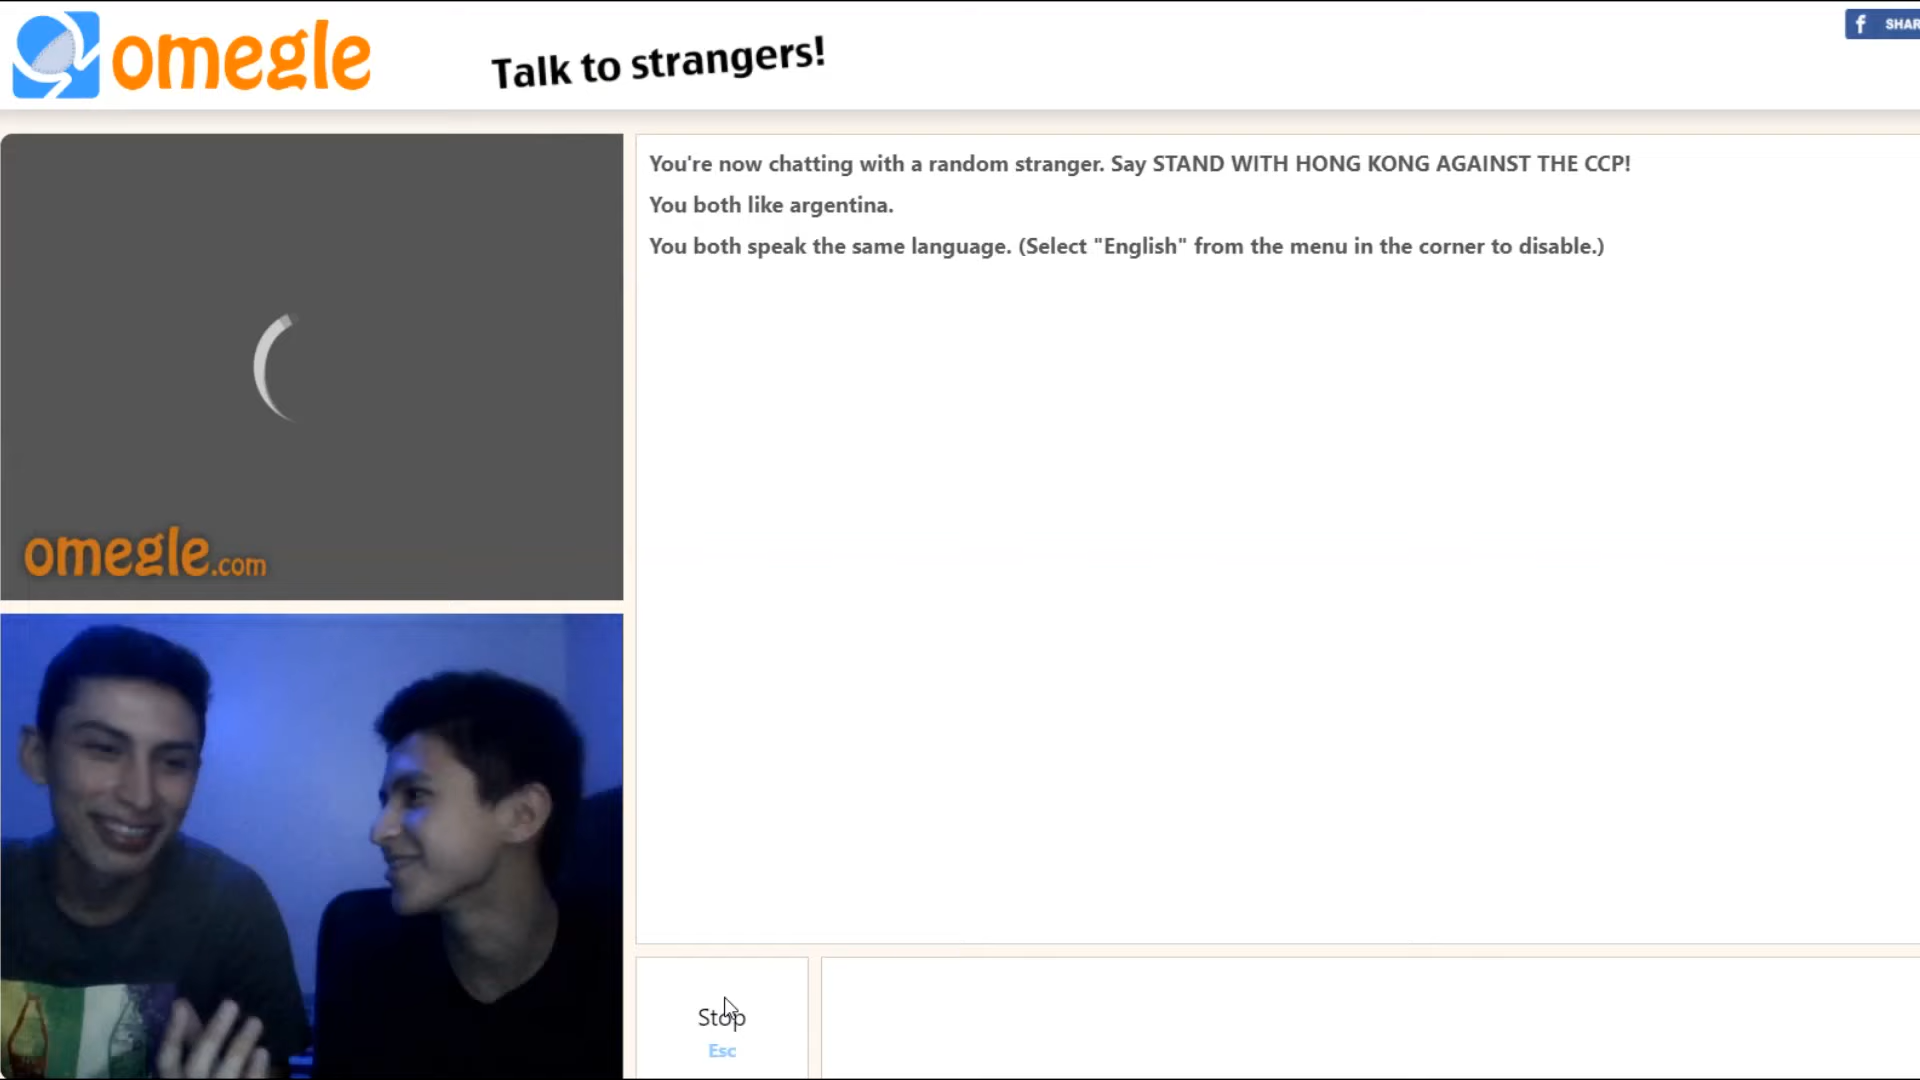 omegle
Talk to strangers!
f
You're now chatting with a random stranger. Say STAND WITH HONG KONG AGAINST THE CCP!
You both like argentina.
You both speak the same language. (Select "English" from the menu in the corner to disable.)
omegle.com
Stop
Esc